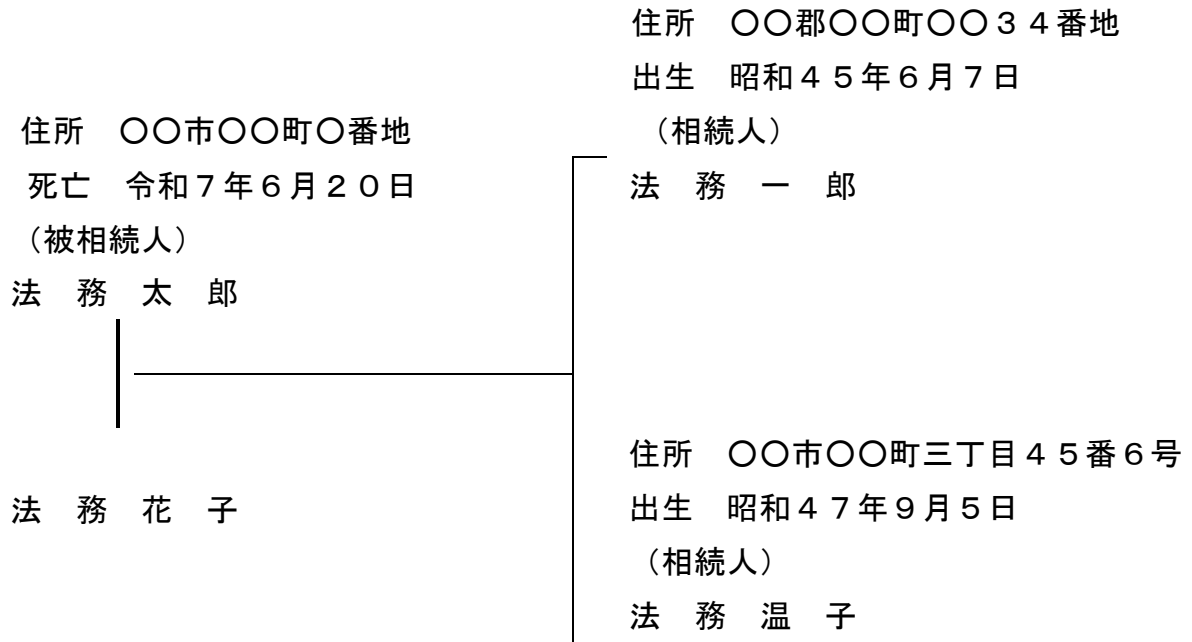 住所　〇〇市〇〇町〇番地
死亡　令和７年６月２０日
（被相続人）
法　務　太　郎
法　務　花　子
住所　〇〇郡〇〇町〇〇３４番地
出生　昭和４５年６月７日
（相続人）
法　務　一　郎
住所　〇〇市〇〇町三丁目４５番６号
出生　昭和４７年９月５日
（相続人）
法　務　温　子